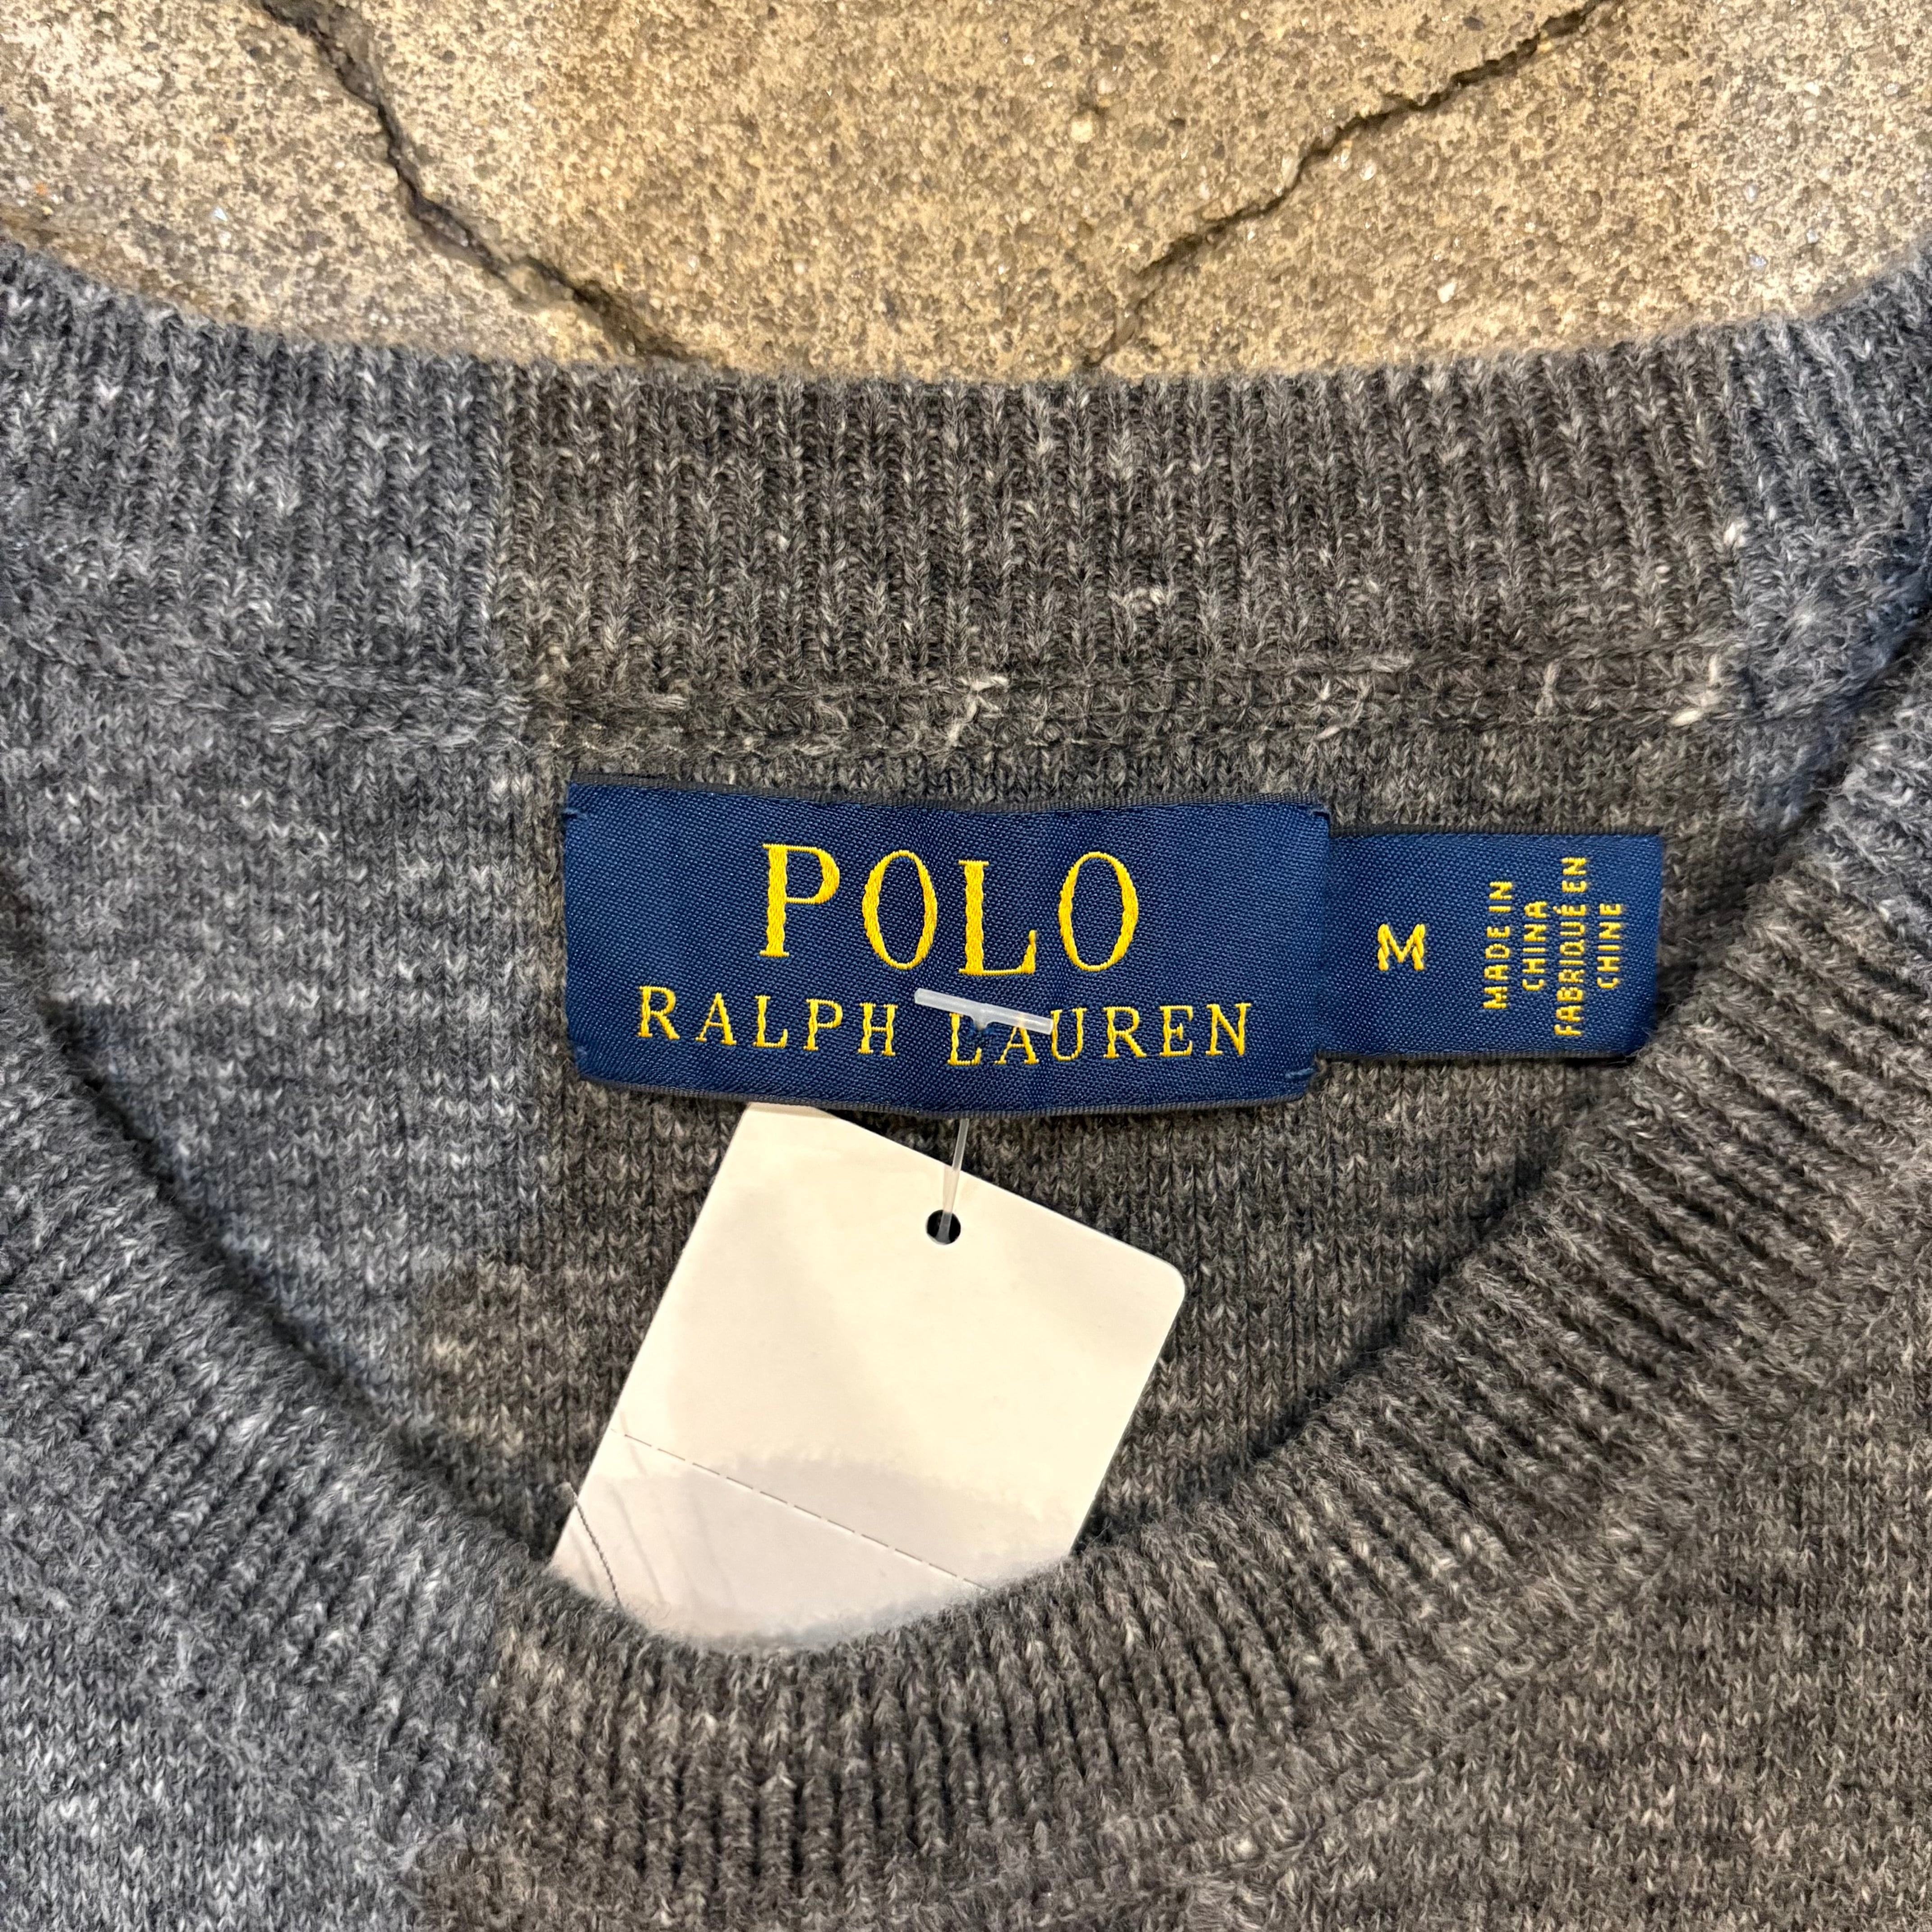 POLO
RALPH LAUREN
M
MADE IN
CHINA
FABRIQUÉ EN
CHINE